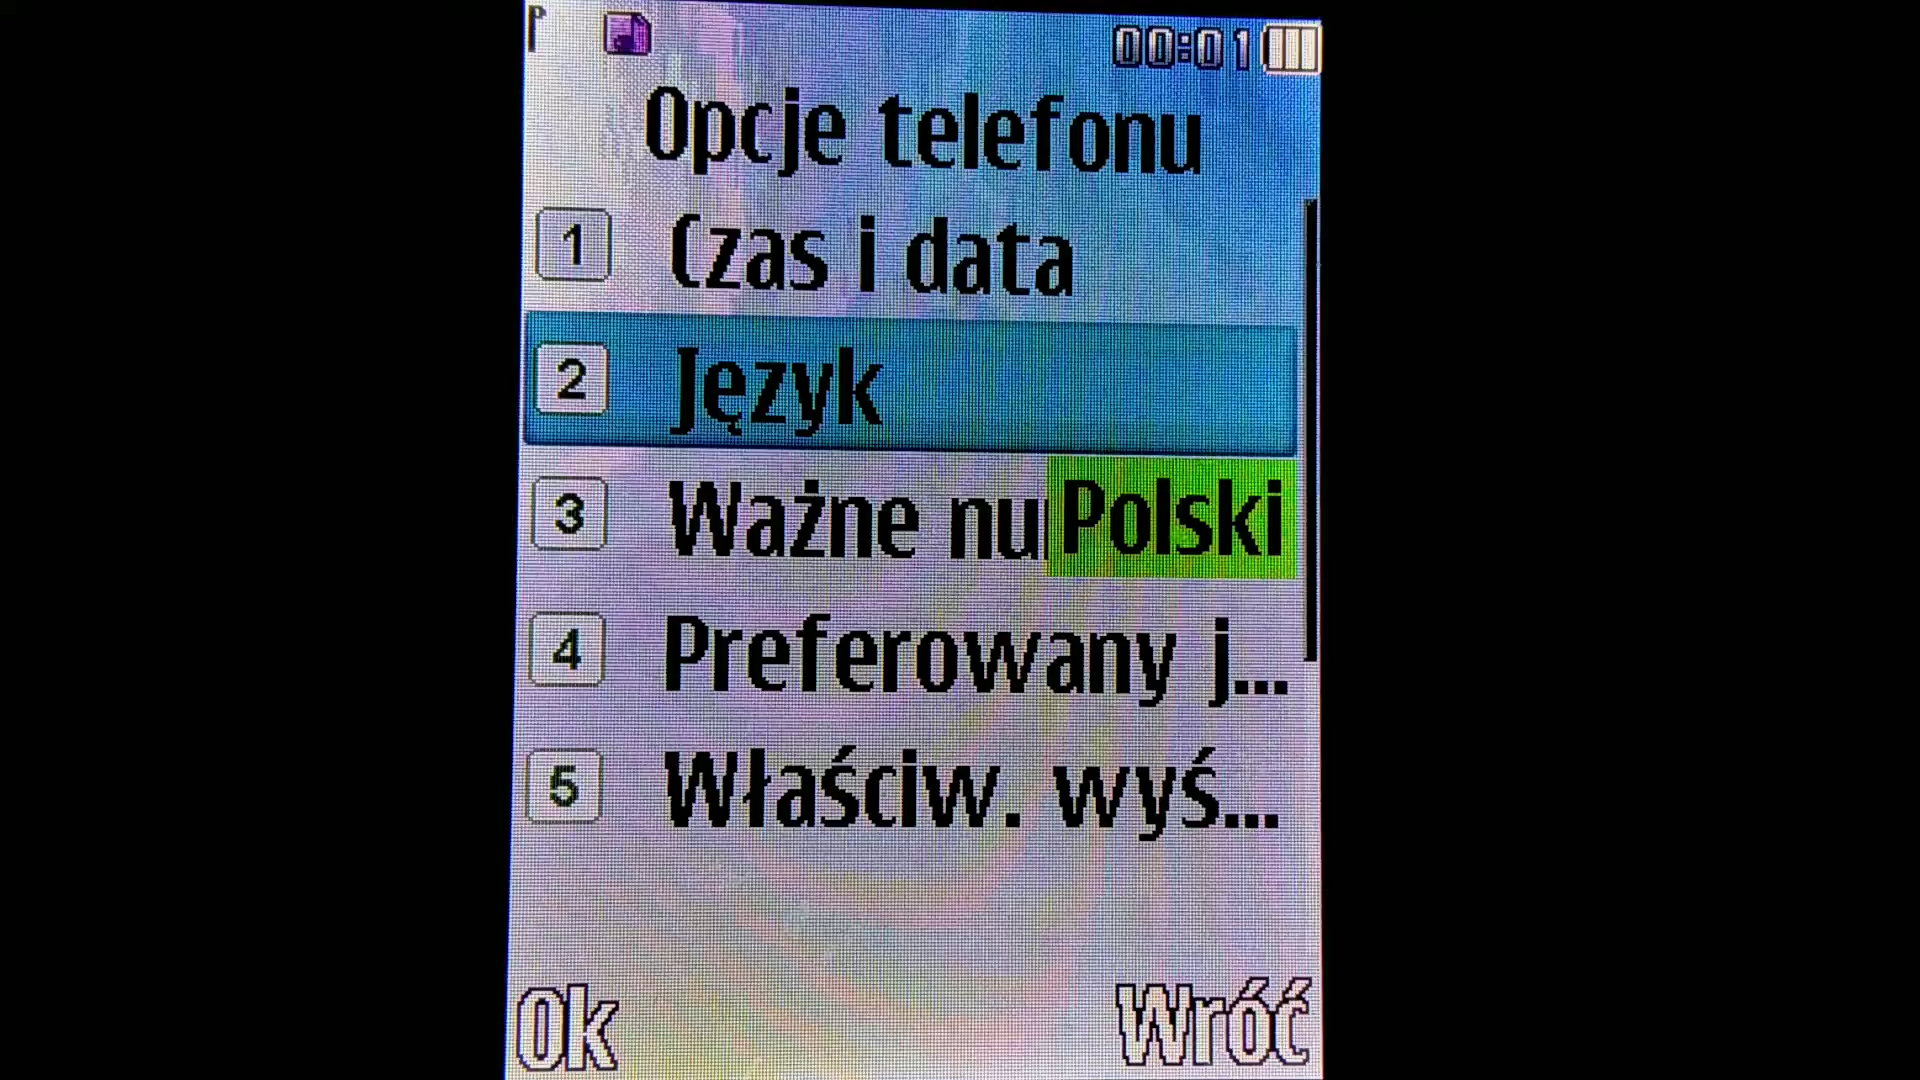 00:01
Opcje telefonu
1 Czas i data
2 Język
3 Ważne nu Polski
4 Preferowany j...
5 Właściw. wyś...
Ok Wróć